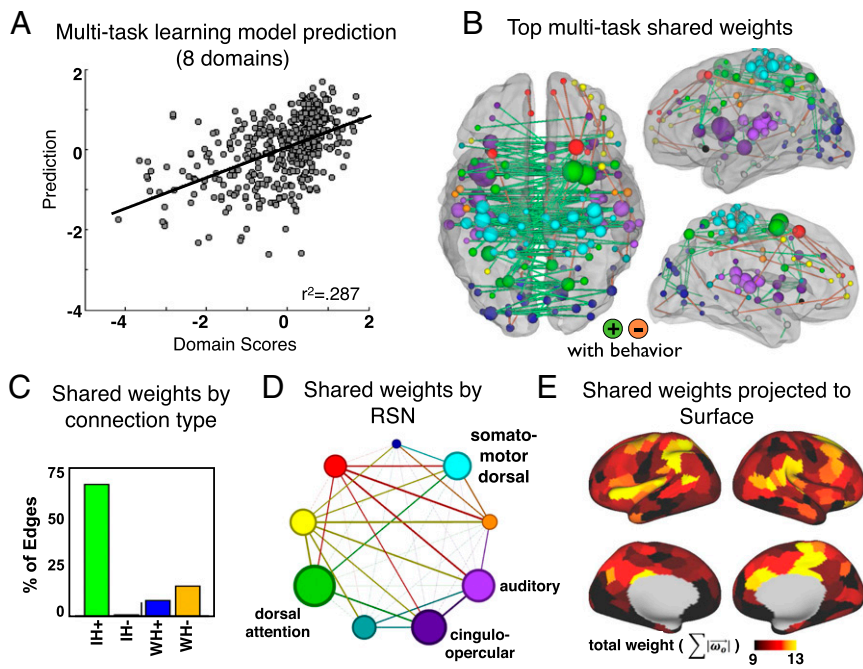 A
Multi-task learning model prediction
(8 domains)
2
0
-2
-4
Prediction
r²=.287
-4
-2
0
2
Domain Scores
B
Top multi-task shared weights
+ -
with behavior
C
Shared weights by
connection type
75
50
25
0
% of Edges
IH+
IH-
WH+
WH-
D
Shared weights by
RSN
somato-
motor
dorsal
auditory
dorsal
attention
cingulo-
opercular
E
Shared weights projected to
Surface
total weight ( ∑|ω⃗₀| )
9
13